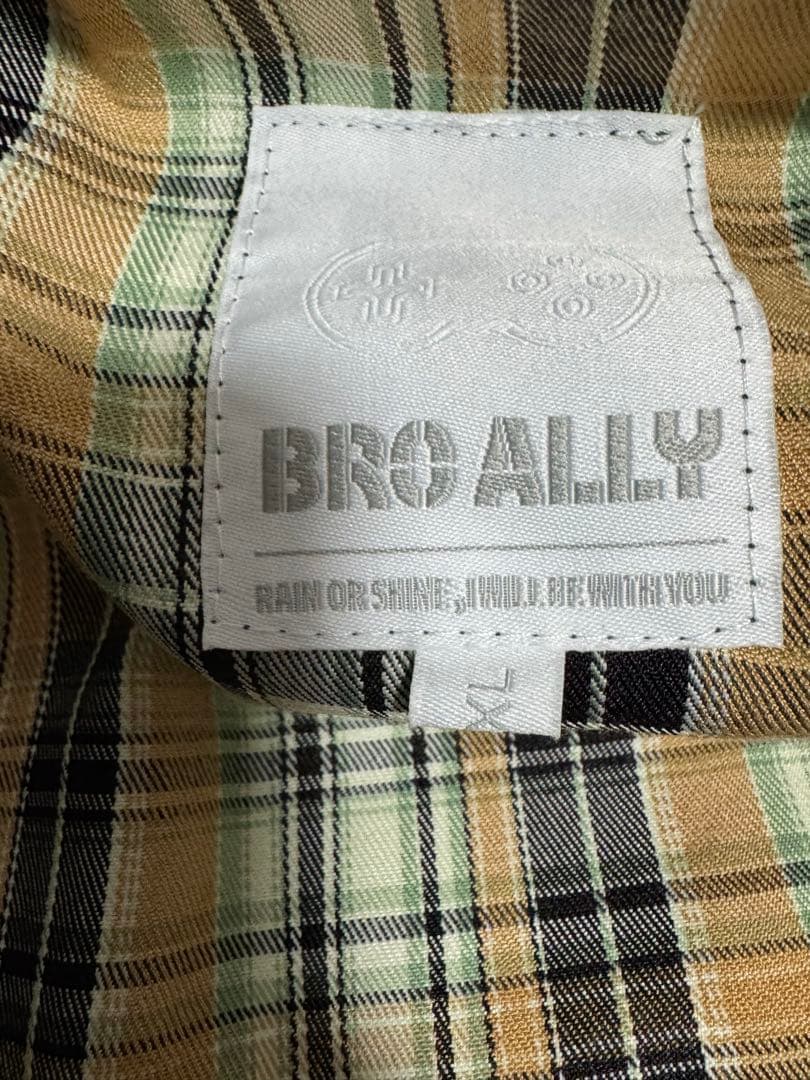 BRO ALLY
RAIN OR SHINE ,,I WILL BE WITH YOU
XL